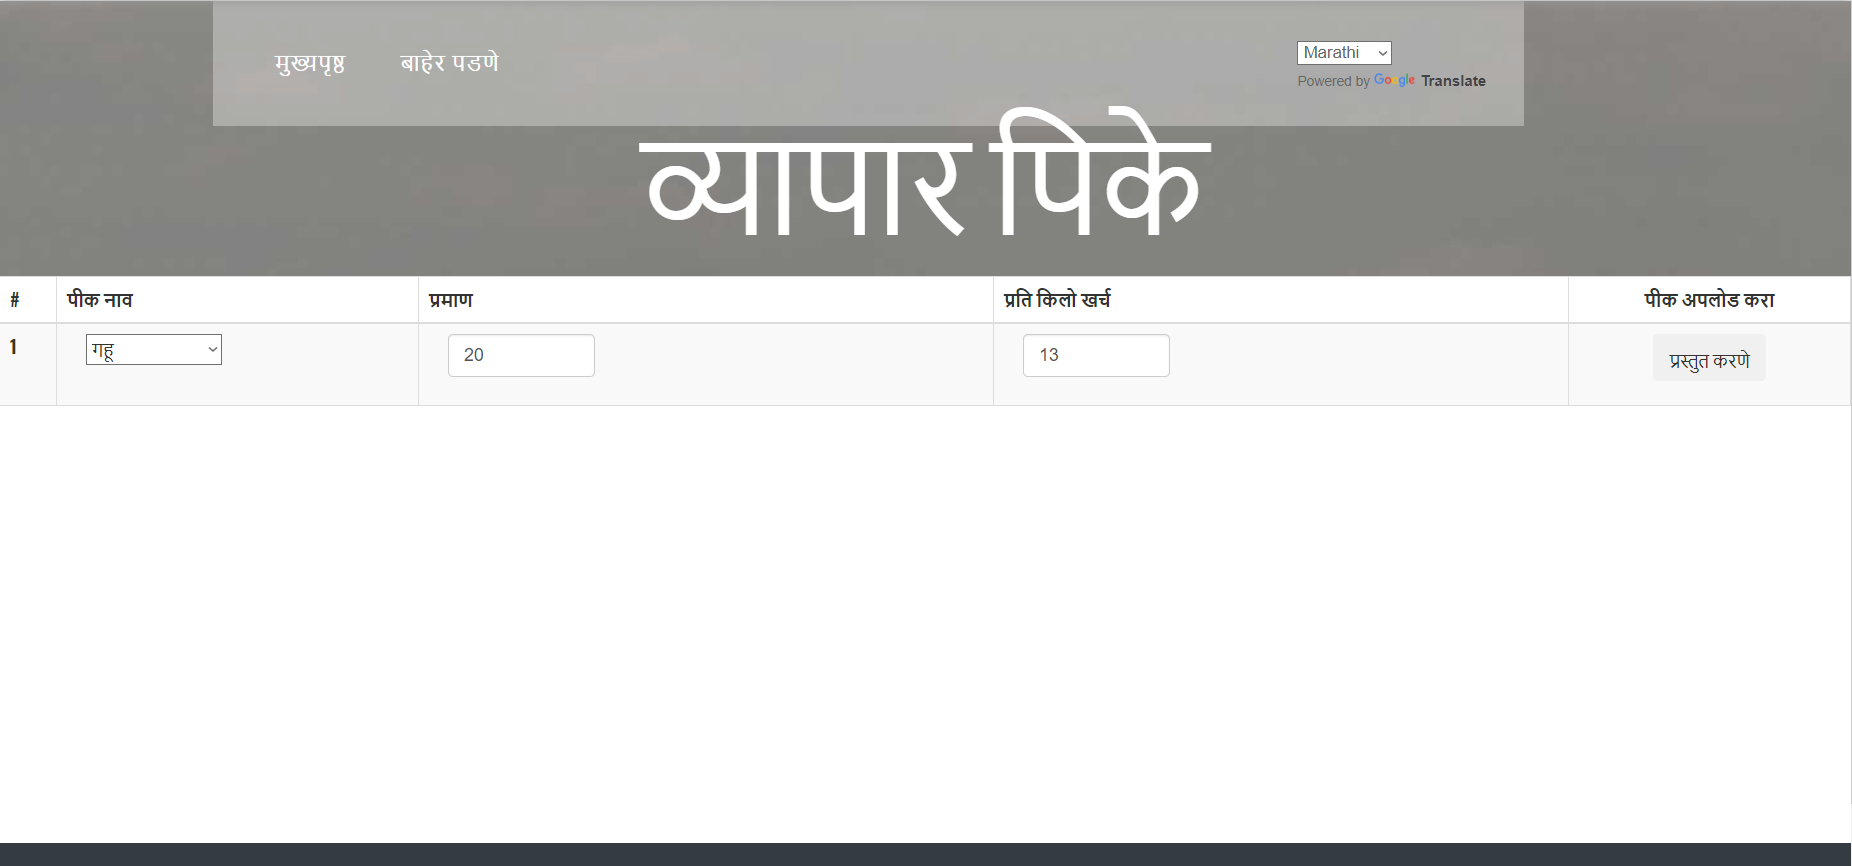 मुख्यपृष्ठ बाहेर पडणे Marathi
Powered by Google Translate
व्यापार पिके
# पीक नाव प्रमाण प्रति किलो खर्च पीक अपलोड करा
1 गहू 20 13 प्रस्तुत करणे